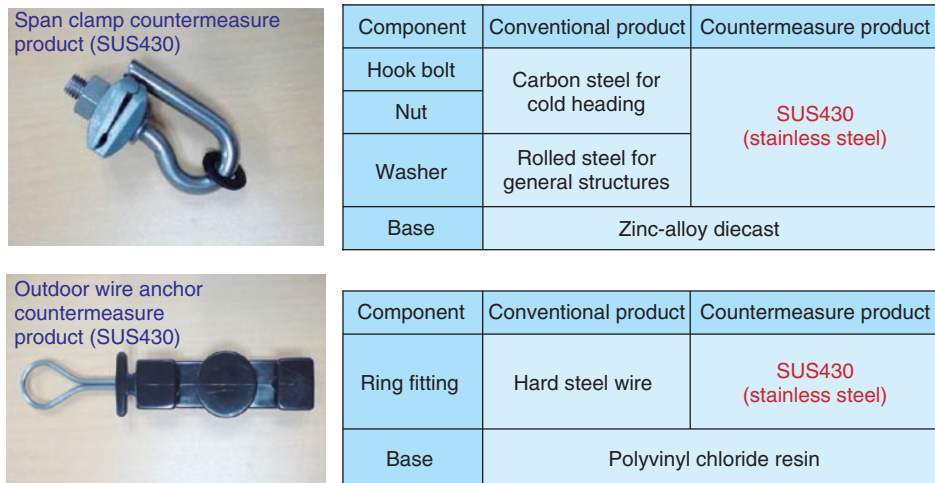 Span clamp countermeasure
product (SUS430)
Component Conventional product Countermeasure product
Hook bolt
Carbon steel for
cold heading
Nut
SUS430
(stainless steel)
Washer
Rolled steel for
general structures
Base Zinc-alloy diecast
Outdoor wire anchor
countermeasure
product (SUS430)
Component Conventional product Countermeasure product
Ring fitting Hard steel wire
SUS430
(stainless steel)
Base Polyvinyl chloride resin